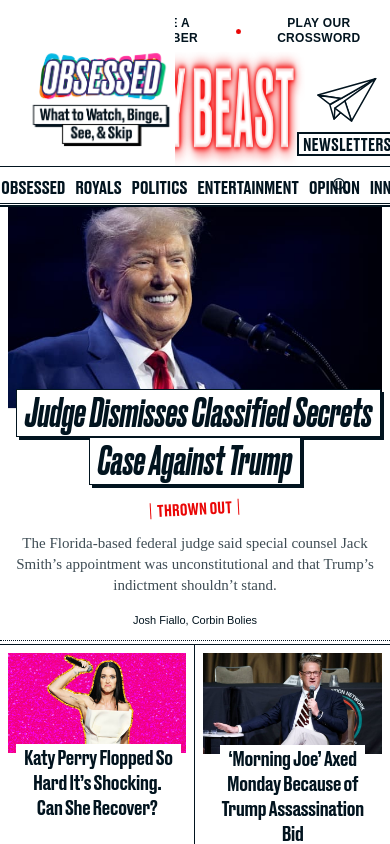 E A
BER
PLAY OUR
CROSSWORD
OBSESSED
What to Watch, Binge,
See, & Skip
Y BEAST
NEWSLETTERS
OBSESSED ROYALS POLITICS ENTERTAINMENT OPINION INN
Judge Dismisses Classified Secrets
Case Against Trump
THROWN OUT
The Florida-based federal judge said special counsel Jack
Smith’s appointment was unconstitutional and that Trump’s
indictment shouldn’t stand.
Josh Fiallo, Corbin Bolies
Katy Perry Flopped So
Hard It’s Shocking.
Can She Recover?
‘Morning Joe’ Axed
Monday Because of
Trump Assassination
Bid